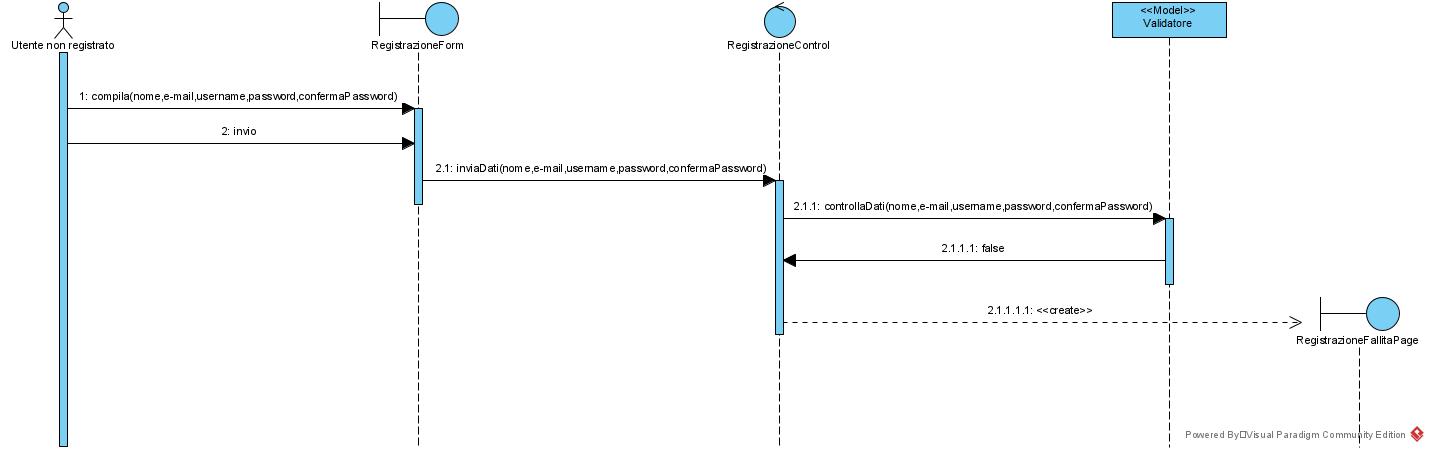 <<Model>>
Validatore
Utente non registrato
RegistrazioneForm
RegistrazioneControl
1: compila(nome,e-mail,username,password,confermaPassword)
2: invio
2.1: inviaDati(nome,e-mail,username,password,confermaPassword)
2.1.1: controllaDati(nome,e-mail,username,password,confermaPassword)
2.1.1.1: false
2.1.1.1.1: <<create>>
RegistrazioneFallitaPage
Powered By□Visual Paradigm Community Edition